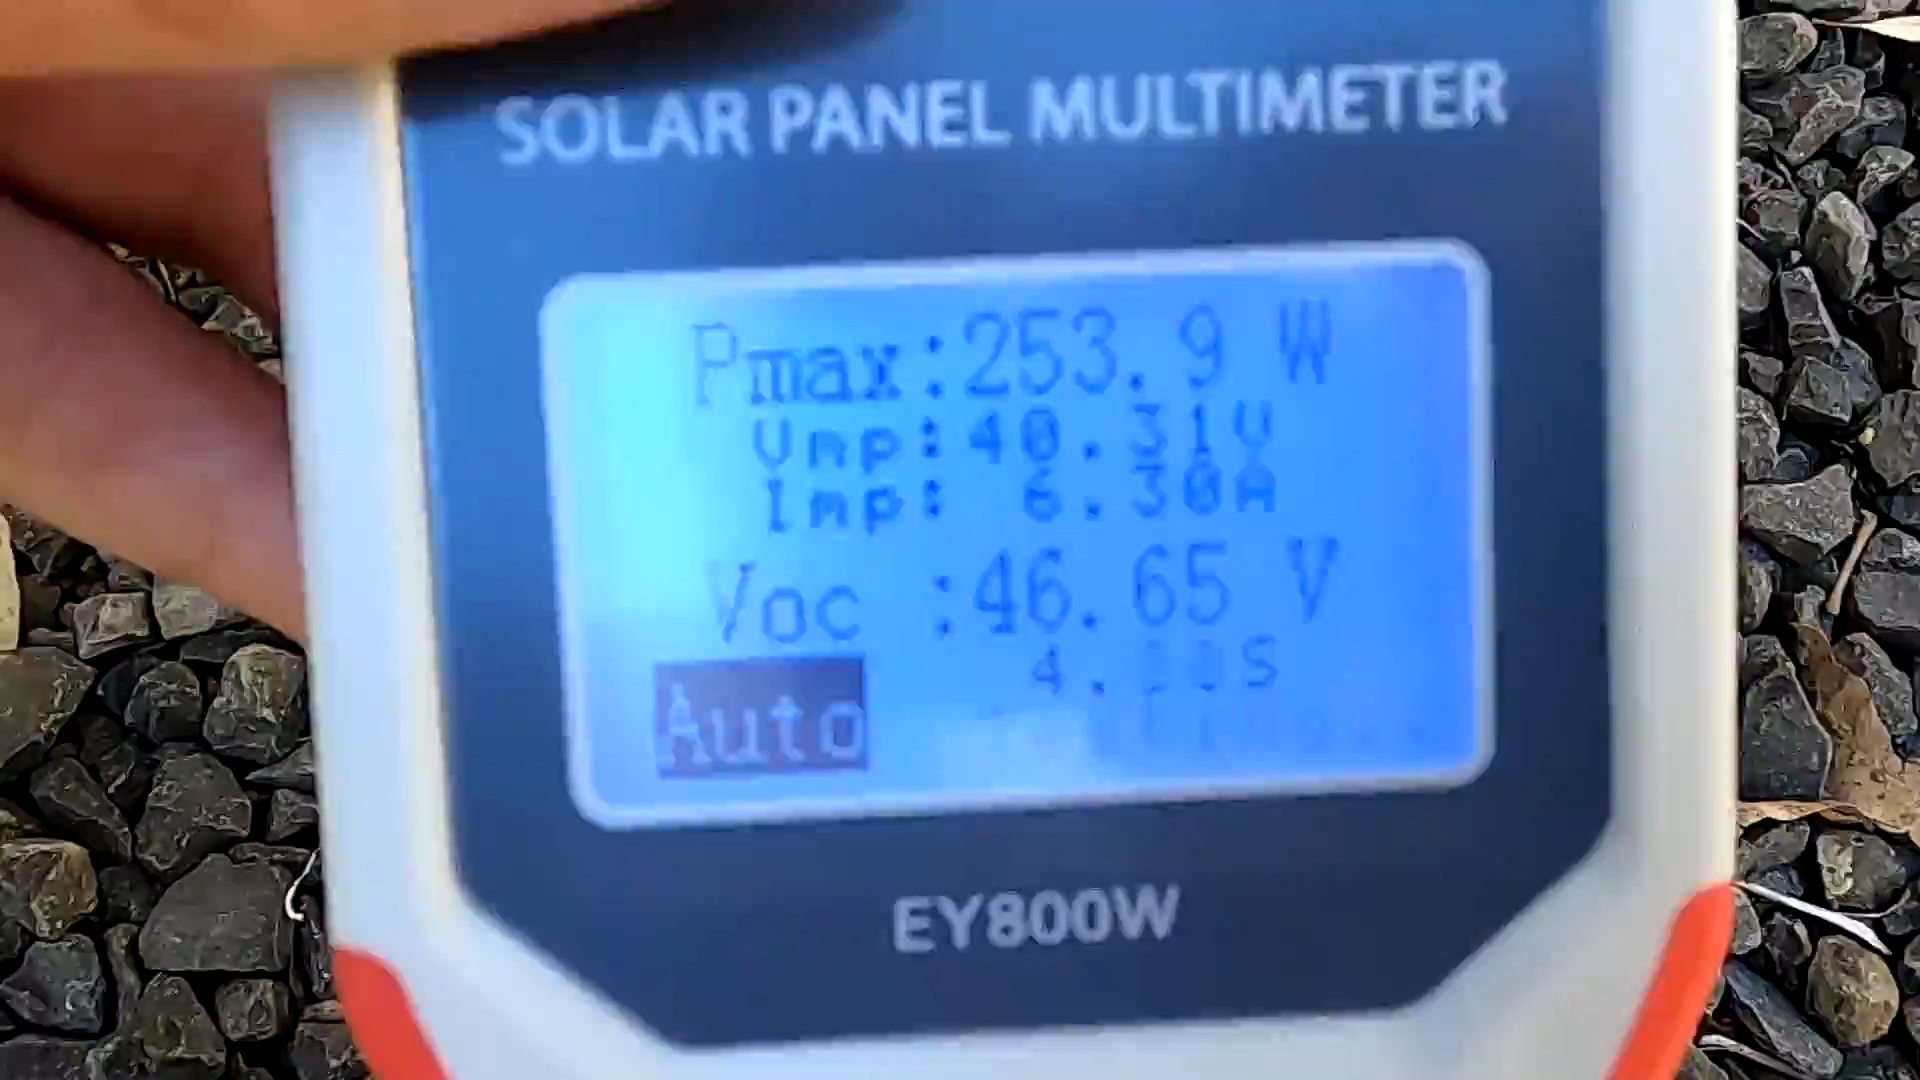 SOLAR PANEL MULTIMETER
Pmax:253.9 W
Vmp:40.31V
Imp: 6.30A
Voc :46.65 V
Auto
EY800W